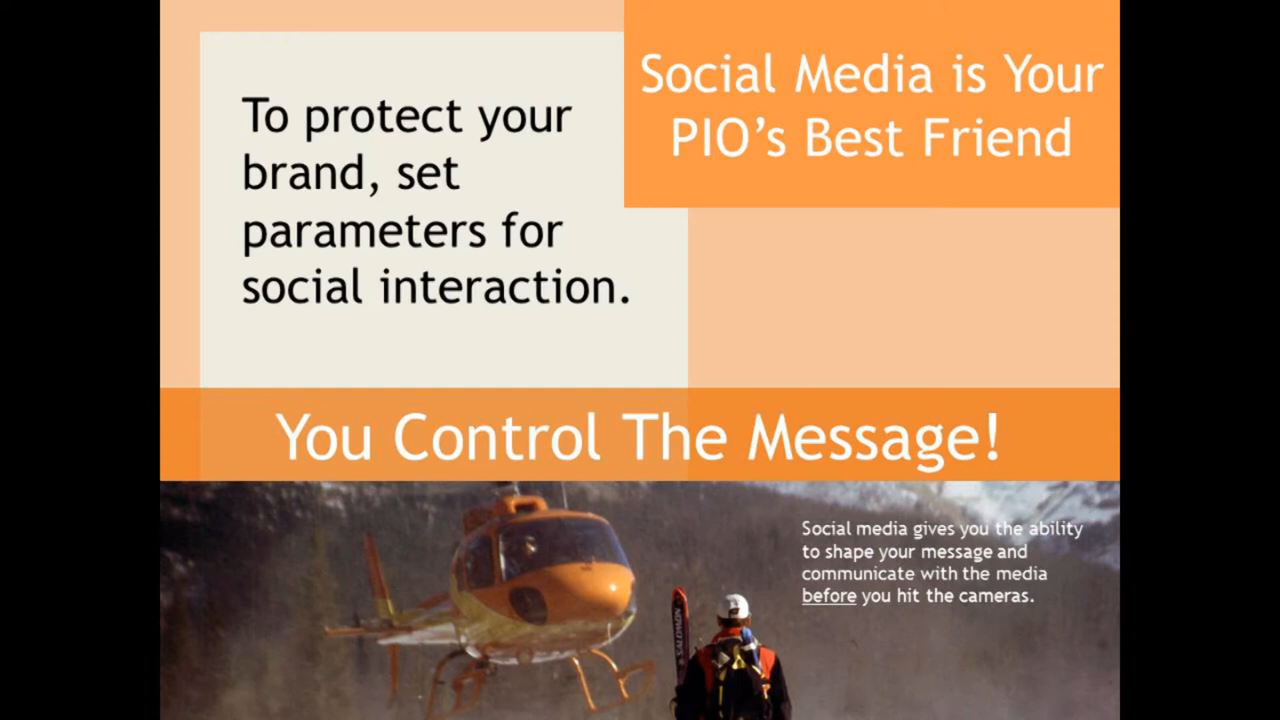 To protect your
brand, set
parameters for
social interaction.
Social Media is Your
PIO’s Best Friend
You Control The Message!
Social media gives you the ability
to shape your message and
communicate with the media
before you hit the cameras.
SALOMON